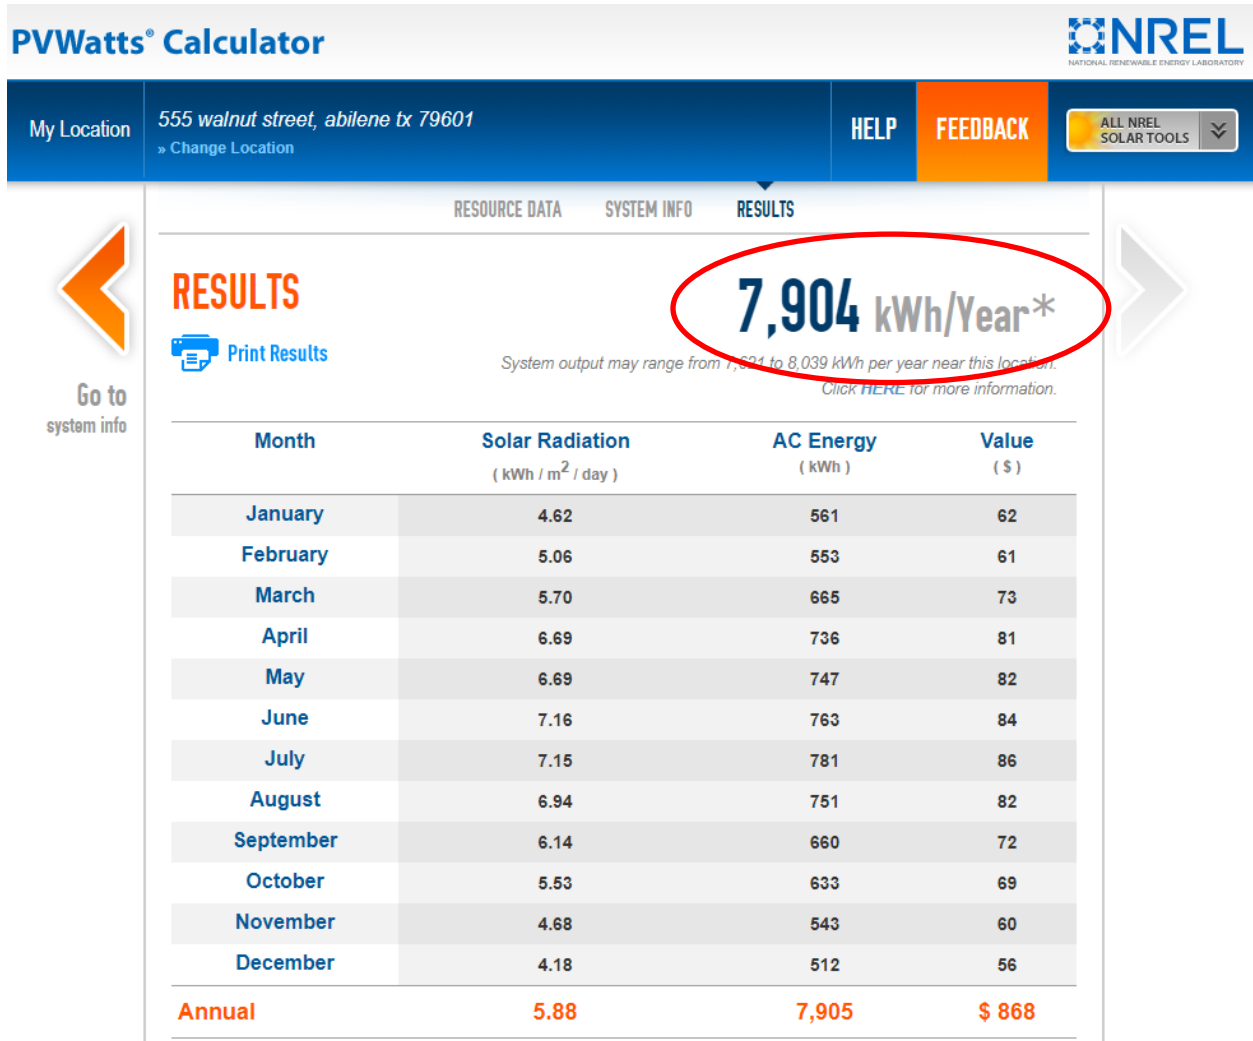 PVWatts® Calculator
NREL
NATIONAL RENEWABLE ENERGY LABORATORY
My Location
555 walnut street, abilene tx 79601
» Change Location
HELP
FEEDBACK
ALL NREL
SOLAR TOOLS
RESOURCE DATA SYSTEM INFO RESULTS
RESULTS
7,904 kWh/Year*
Print Results
System output may range from 7,621 to 8,039 kWh per year near this location.
Click HERE for more information.
Go to
system info
Month Solar Radiation AC Energy Value
( kWh / m2 / day ) ( kWh ) ( $ )
January 4.62 561 62
February 5.06 553 61
March 5.70 665 73
April 6.69 736 81
May 6.69 747 82
June 7.16 763 84
July 7.15 781 86
August 6.94 751 82
September 6.14 660 72
October 5.53 633 69
November 4.68 543 60
December 4.18 512 56
Annual 5.88 7,905 $ 868